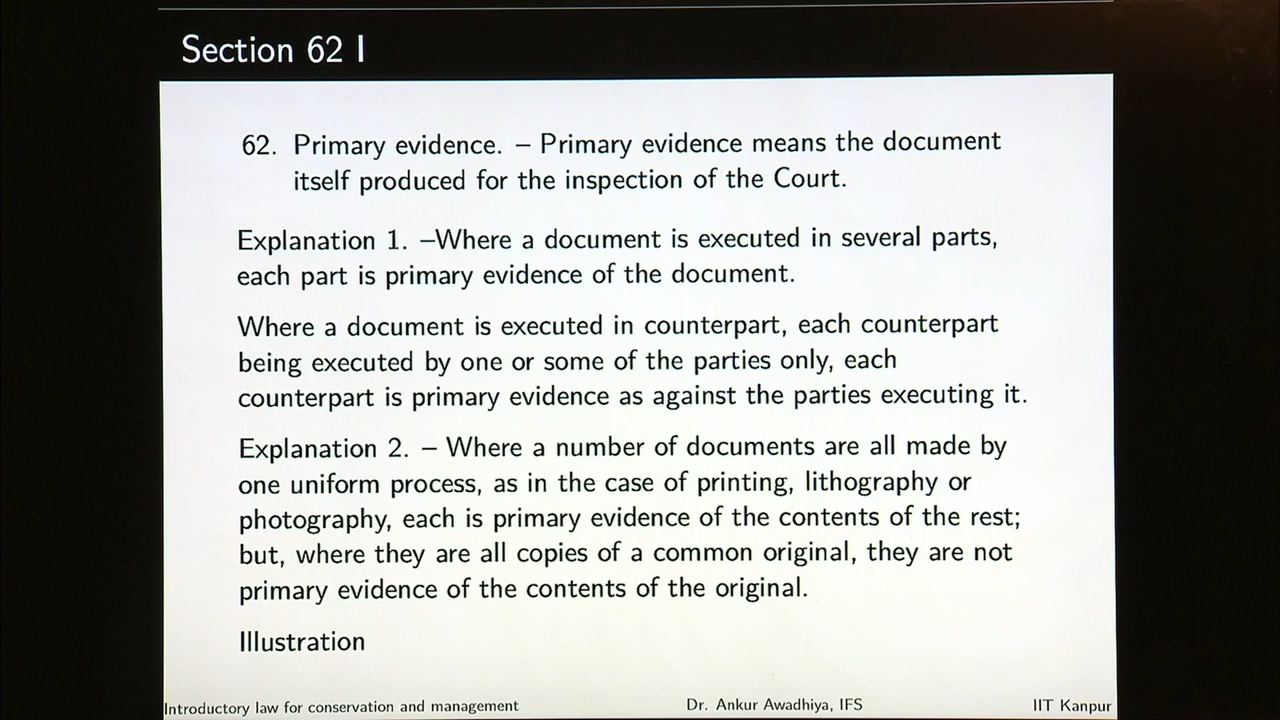 Section 62 I
62. Primary evidence. – Primary evidence means the document
itself produced for the inspection of the Court.
Explanation 1. –Where a document is executed in several parts,
each part is primary evidence of the document.
Where a document is executed in counterpart, each counterpart
being executed by one or some of the parties only, each
counterpart is primary evidence as against the parties executing it.
Explanation 2. – Where a number of documents are all made by
one uniform process, as in the case of printing, lithography or
photography, each is primary evidence of the contents of the rest;
but, where they are all copies of a common original, they are not
primary evidence of the contents of the original.
Illustration
Introductory law for conservation and management Dr. Ankur Awadhiya, IFS IIT Kanpur